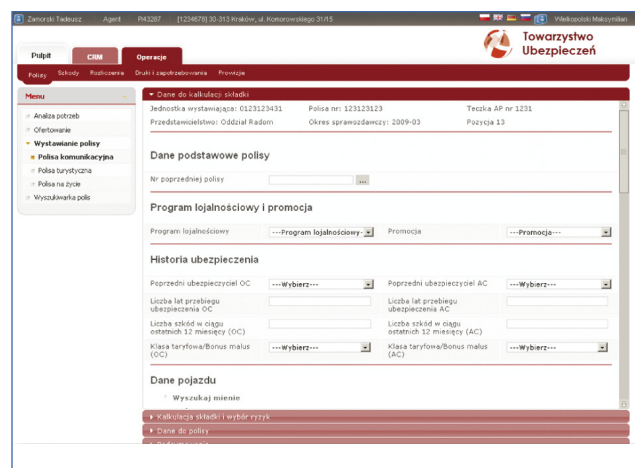 Zamorski Tadeusz Agent P43287 [1234678] 30-313 Kraków, ul. Konorowskiego 31/15 Wielkopolski Maksymilian
Towarzystwo
Ubezpieczeń
Pulpit CRM Operacje
Polisy Szkody Rozliczenia Druki i zapotrzebowania Prowizje
Menu
Analiza potrzeb
Ofertowanie
Wystawianie polisy
Polisa komunikacyjna
Polisa turystyczna
Polisa na życie
Wyszukiwarka polis
Dane do kalkulacji składki
Jednostka wystawiająca: 0123123431 Polisa nr: 123123123 Teczka AP nr 1231
Przedstawicielstwo: Oddział Radom Okres sprawozdawczy: 2009-03 Pozycja 13
Dane podstawowe polisy
Nr poprzedniej polisy ...
Program lojalnościowy i promocja
Program lojalnościowy ---Program lojalnościowy- Promocja ---Promocja---
Historia ubezpieczenia
Poprzedni ubezpieczyciel OC ---Wybierz--- Poprzedni ubezpieczyciel AC ---Wybierz---
Liczba lat przebiegu ubezpieczenia OC Liczba lat przebiegu ubezpieczenia AC
Liczba szkód w ciągu ostatnich 12 miesięcy (OC) Liczba szkód w ciągu ostatnich 12 miesięcy (AC)
Klasa taryfowa/Bonus malus (OC) ---Wybierz--- Klasa taryfowa/Bonus malus (AC) ---Wybierz---
Dane pojazdu
Wyszukaj mienie
Kalkulacja składki i wybór ryzyk
Dane do polisy